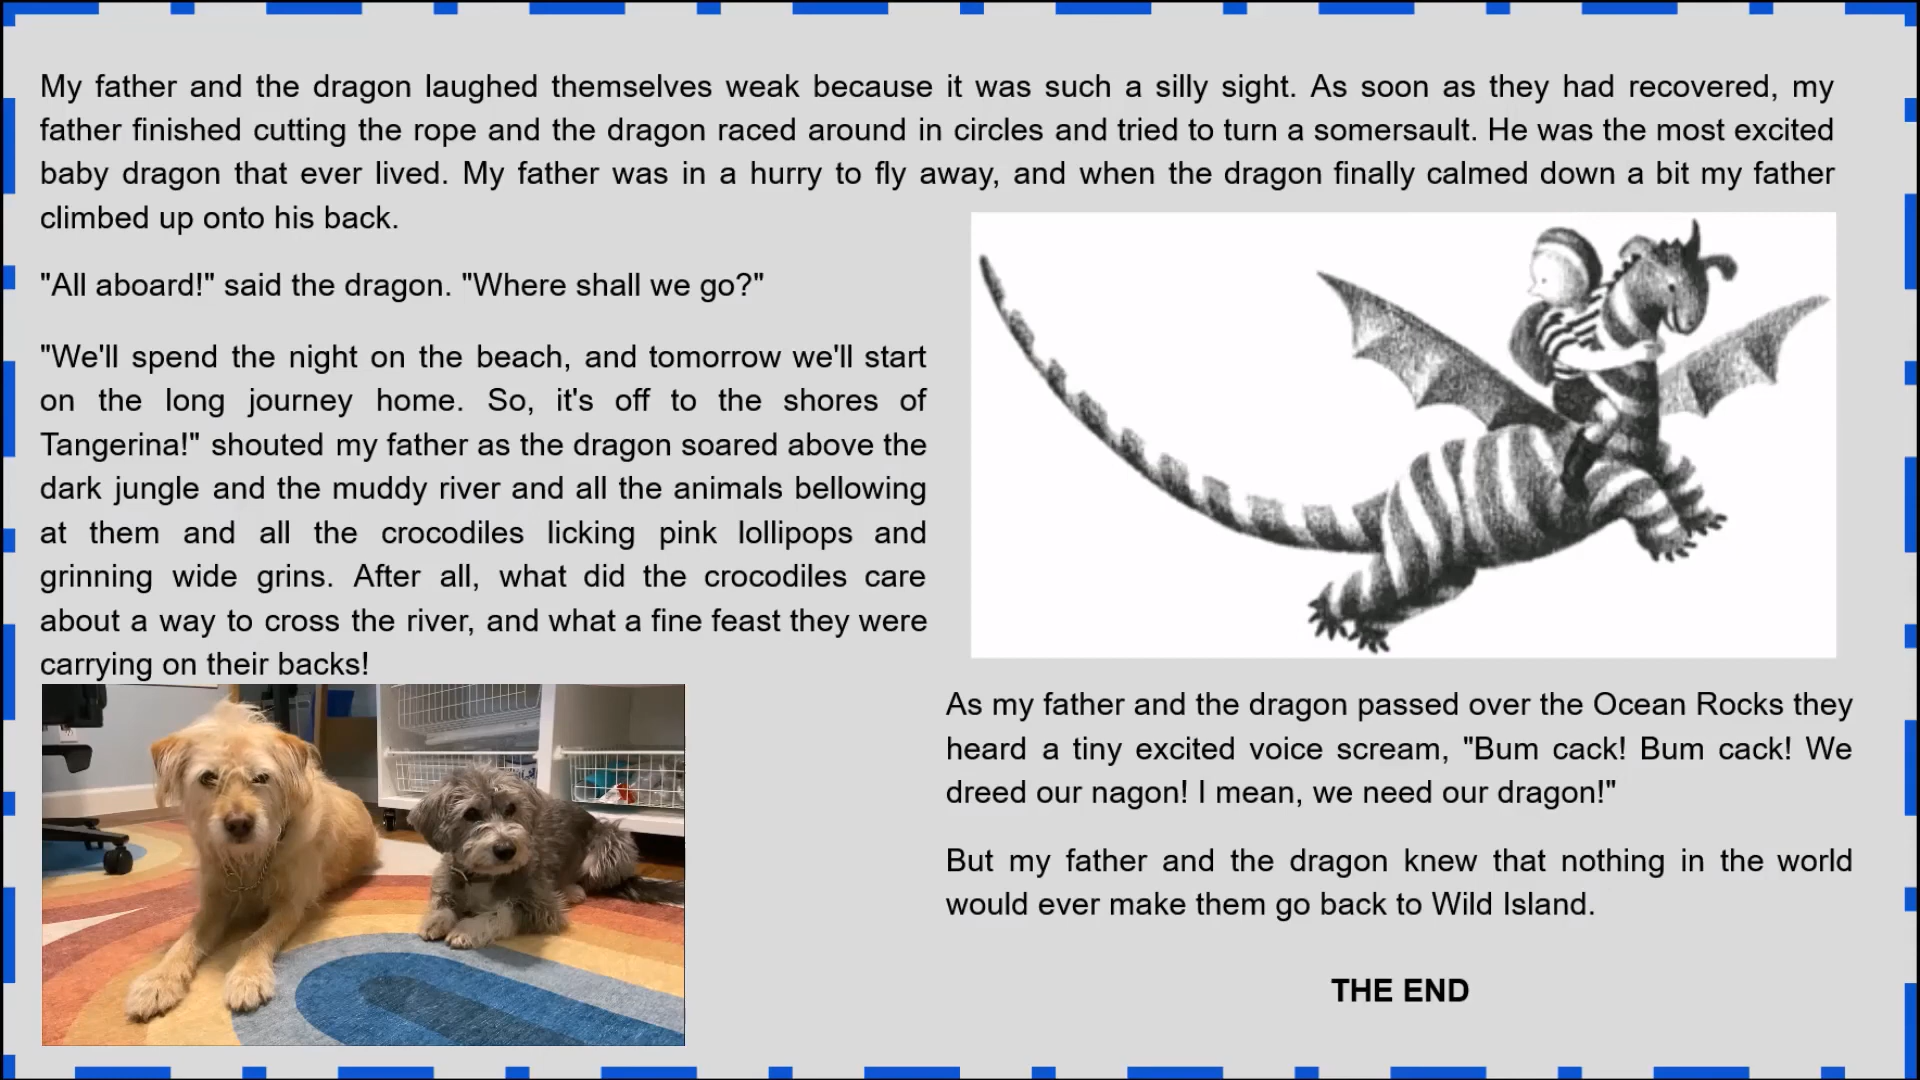 My father and the dragon laughed themselves weak because it was such a silly sight. As soon as they had recovered, my
father finished cutting the rope and the dragon raced around in circles and tried to turn a somersault. He was the most excited
baby dragon that ever lived. My father was in a hurry to fly away, and when the dragon finally calmed down a bit my father
climbed up onto his back.
"All aboard!" said the dragon. "Where shall we go?"
"We'll spend the night on the beach, and tomorrow we'll start
on the long journey home. So, it's off to the shores of
Tangerina!" shouted my father as the dragon soared above the
dark jungle and the muddy river and all the animals bellowing
at them and all the crocodiles licking pink lollipops and
grinning wide grins. After all, what did the crocodiles care
about a way to cross the river, and what a fine feast they were
carrying on their backs!
As my father and the dragon passed over the Ocean Rocks they
heard a tiny excited voice scream, "Bum cack! Bum cack! We
dreed our nagon! I mean, we need our dragon!"
But my father and the dragon knew that nothing in the world
would ever make them go back to Wild Island.
THE END